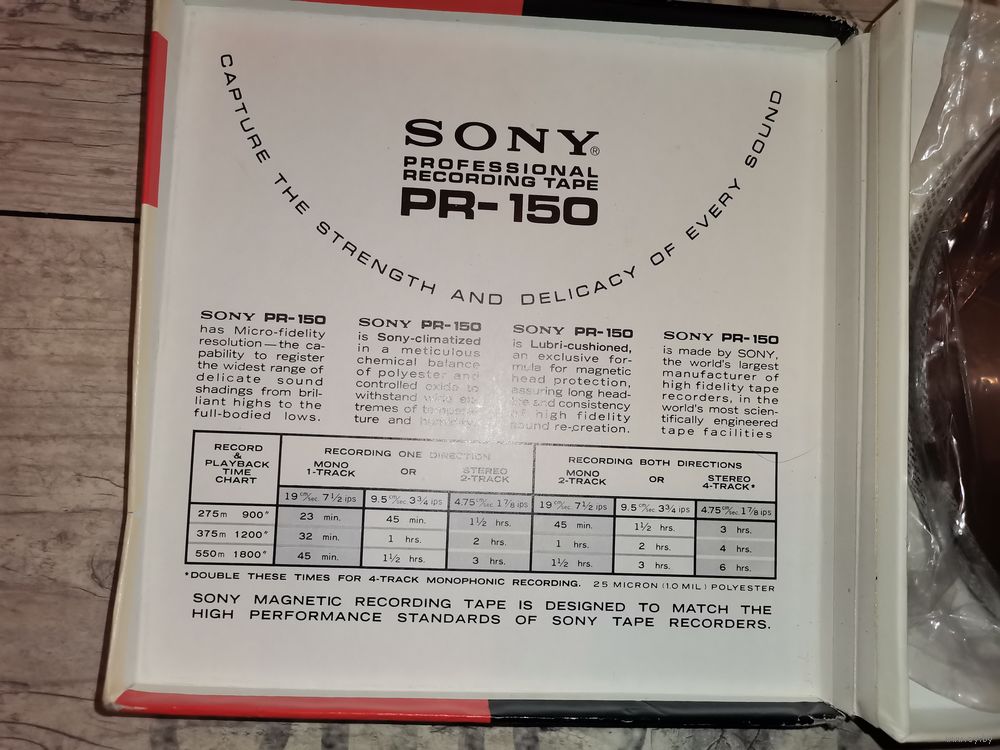 CAPTURE THE STRENGTH AND DELICACY OF EVERY SOUND
SONY®
PROFESSIONAL
RECORDING TAPE
PR-150
SONY PR-150
has Micro-fidelity
resolution—the ca-
pability to register
the widest range of
delicate sound
shadings from bril-
liant highs to the
full-bodied lows.
SONY PR-150
is Sony-climatized
in a meticulous
chemical balance
of polyester and
controlled oxide to
withstand wide ex-
tremes of tempera-
ture and humidity.
SONY PR-150
is Lubri-cushioned,
an exclusive for-
mula for magnetic
head protection,
assuring long head-
life and consistency
of high fidelity
sound re-creation.
SONY PR-150
is made by SONY,
the world's largest
manufacturer of
high fidelity tape
recorders, in the
world's most scien-
tifically engineered
tape facilities
RECORD
&
PLAYBACK
TIME
CHART
RECORDING ONE DIRECTION
MONO
1-TRACK
OR
STEREO
2-TRACK
RECORDING BOTH DIRECTIONS
MONO
2-TRACK
OR
STEREO
4-TRACK*
19 cm/sec. 7½ ips 9.5 cm/sec. 3¾ ips 4.75 cm/sec. 1⅞ ips 19 cm/sec. 7½ ips 9.5 cm/sec. 3¾ ips 4.75 cm/sec. 1⅞ ips
275m 900" 23 min. 45 min. 1½ hrs. 45 min. 1½ hrs. 3 hrs.
375m 1200" 32 min. 1 hrs. 2 hrs. 1 hrs. 2 hrs. 4 hrs.
550m 1800" 45 min. 1½ hrs. 3 hrs. 1½ hrs. 3 hrs. 6 hrs.
*DOUBLE THESE TIMES FOR 4-TRACK MONOPHONIC RECORDING. 25 MICRON (1.0 MIL) POLYESTER
SONY MAGNETIC RECORDING TAPE IS DESIGNED TO MATCH THE
HIGH PERFORMANCE STANDARDS OF SONY TAPE RECORDERS.